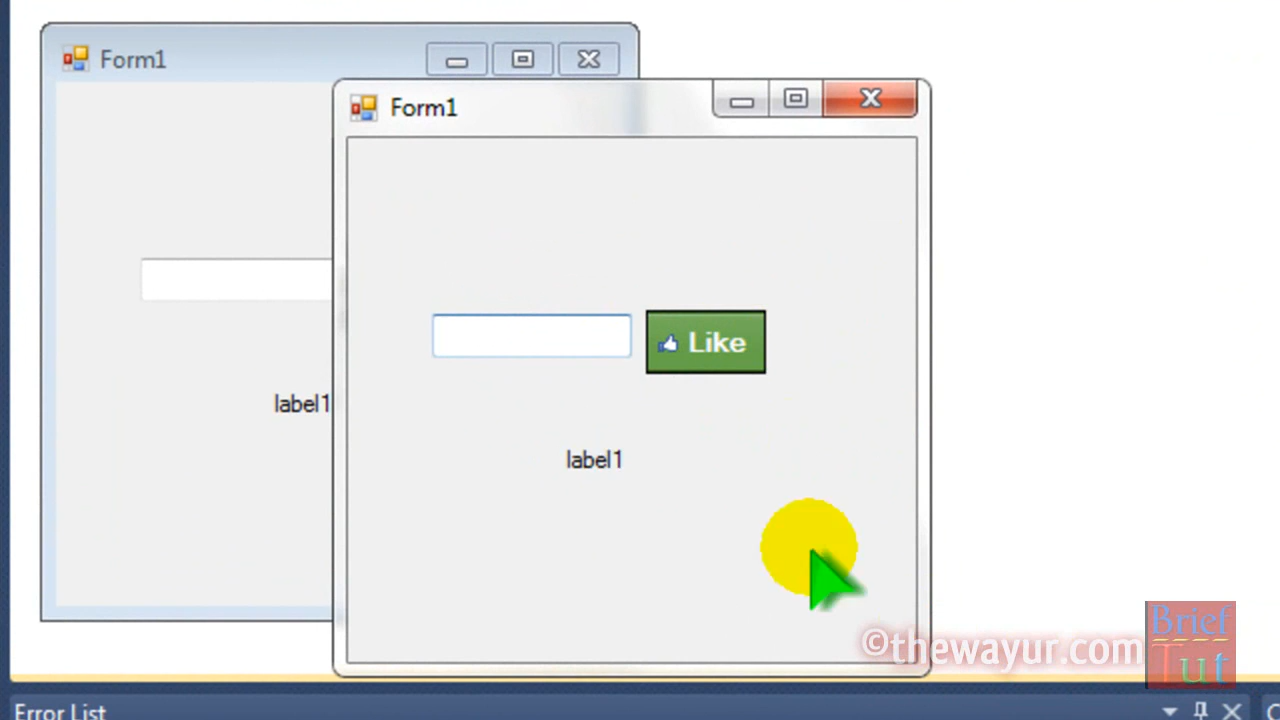 Form1
Form1
Like
label1
label1
©thewayur.com
Brief
Tut
Error List